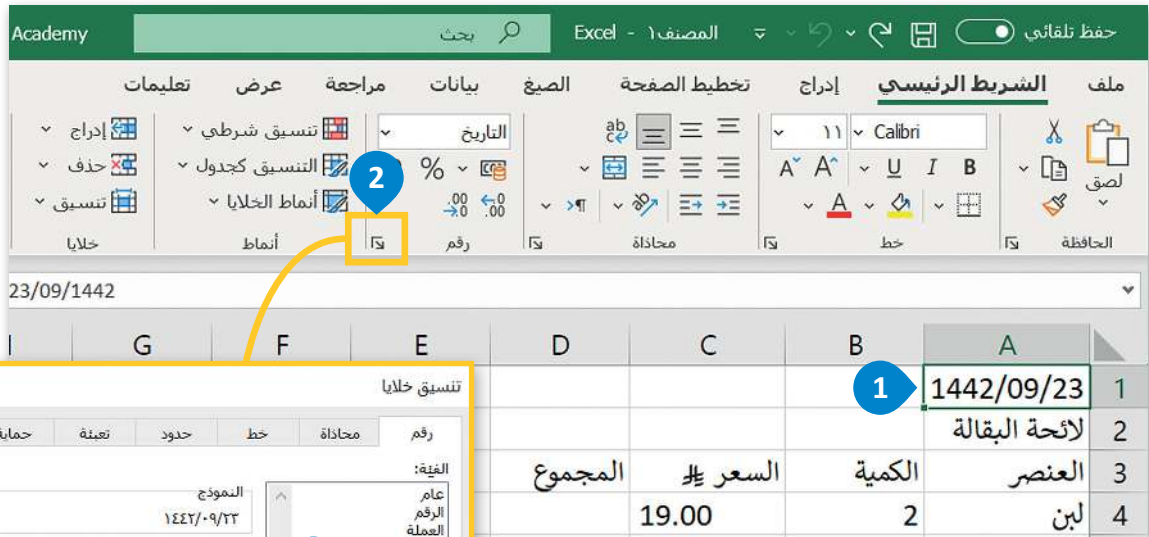 حفظ تلقائي المصنف١ - Excel بحث Academy
ملف الشريط الرئيسي إدراج تخطيط الصفحة الصيغ بيانات مراجعة عرض تعليمات
لصق
الحافظة
Calibri ١١
B I U A A A
خط
ab
محاذاة
التاريخ
%
.00 .0
رقم
تنسيق شرطي
التنسيق كجدول
أنماط الخلايا
أنماط
إدراج
حذف
تنسيق
خلايا
2
23/09/1442
A B C D E F G
1 1442/09/23
1
2 لائحة البقالة
3 العنصر الكمية السعر المجموع
4 لبن 2 19.00
تنسيق خلايا
رقم محاذاة خط حدود تعبئة
الفئة:
عام
الرقم
العملة
النموذج
١٤٤٢/٠٩/٢٣